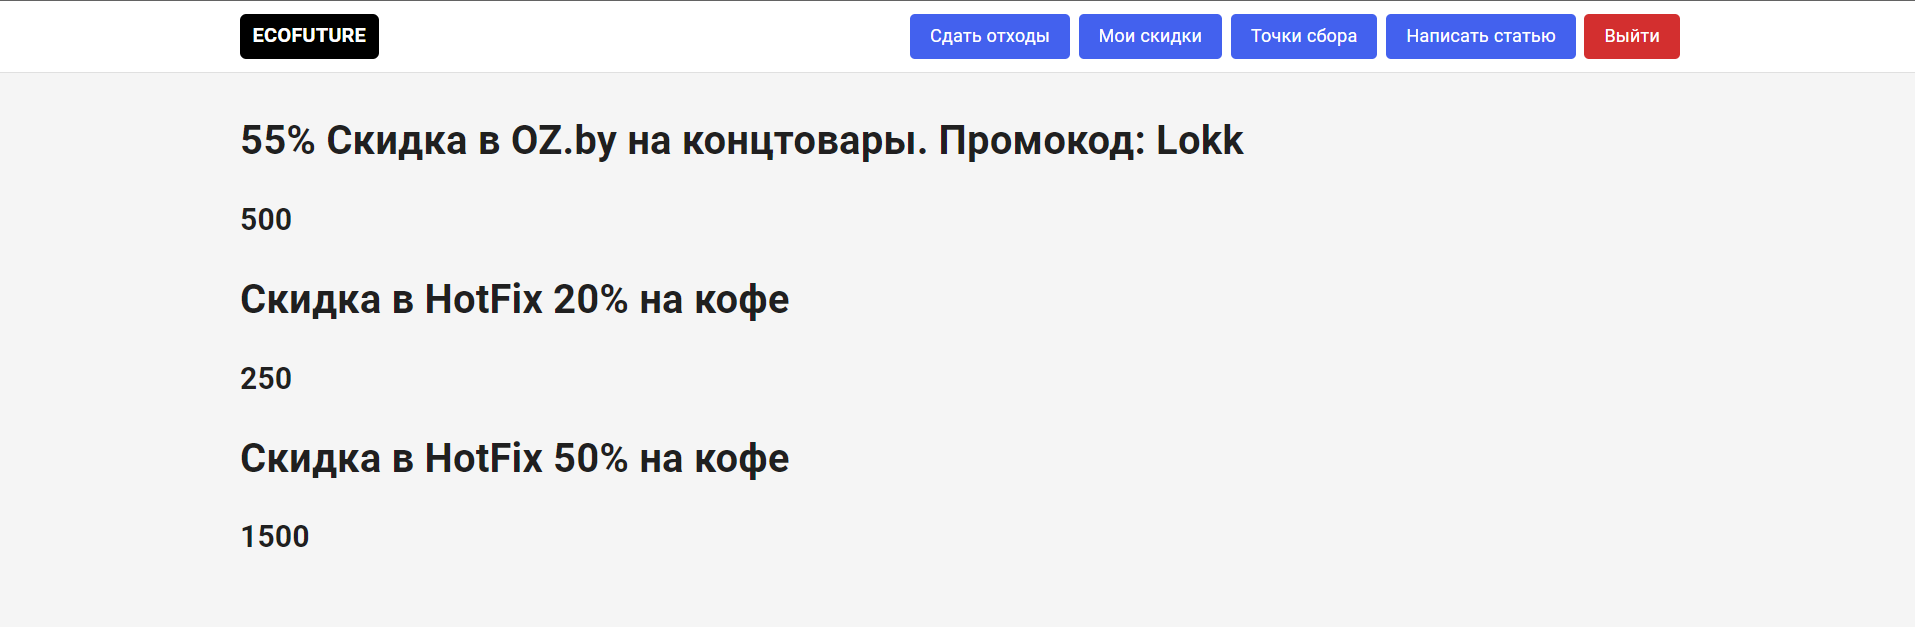 ECOFUTURE
Сдать отходы
Мои скидки
Точки сбора
Написать статью
Выйти
55% Скидка в OZ.by на концтовары. Промокод: Lokk
500
Скидка в HotFix 20% на кофе
250
Скидка в HotFix 50% на кофе
1500